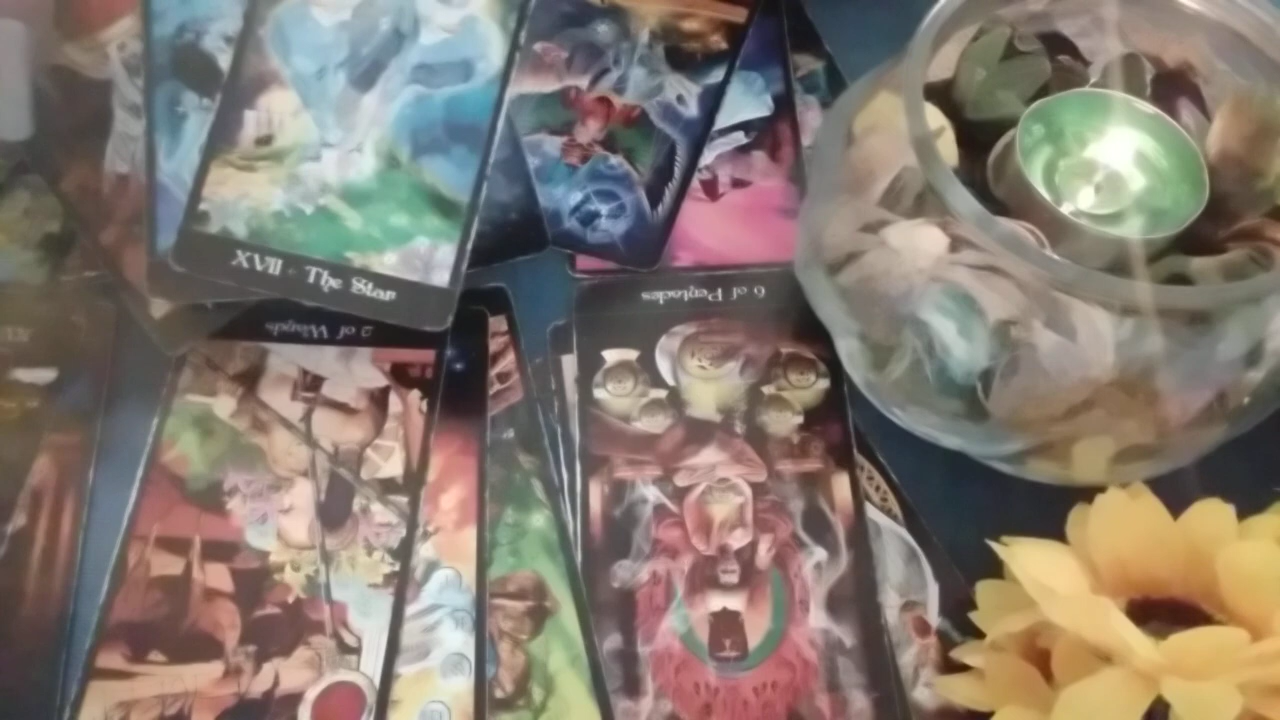 XVII + The Star
6 of Pentacles
2 of Wands